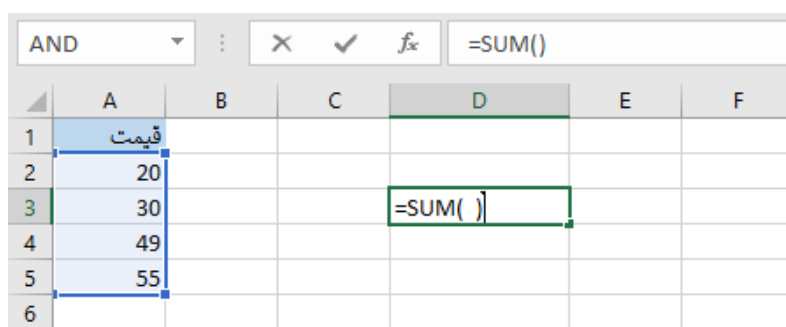 AND fx =SUM()
A B C D E F
1 قیمت
2 20
3 30 =SUM( )
4 49
5 55
6